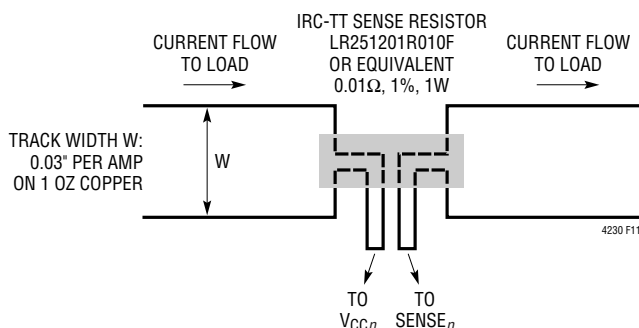 IRC-TT SENSE RESISTOR
LR251201R010F
OR EQUIVALENT
0.01Ω, 1%, 1W
CURRENT FLOW
TO LOAD
CURRENT FLOW
TO LOAD
TRACK WIDTH W:
0.03" PER AMP
ON 1 OZ COPPER
W
4230 F11
TO
VCCn
TO
SENSEn